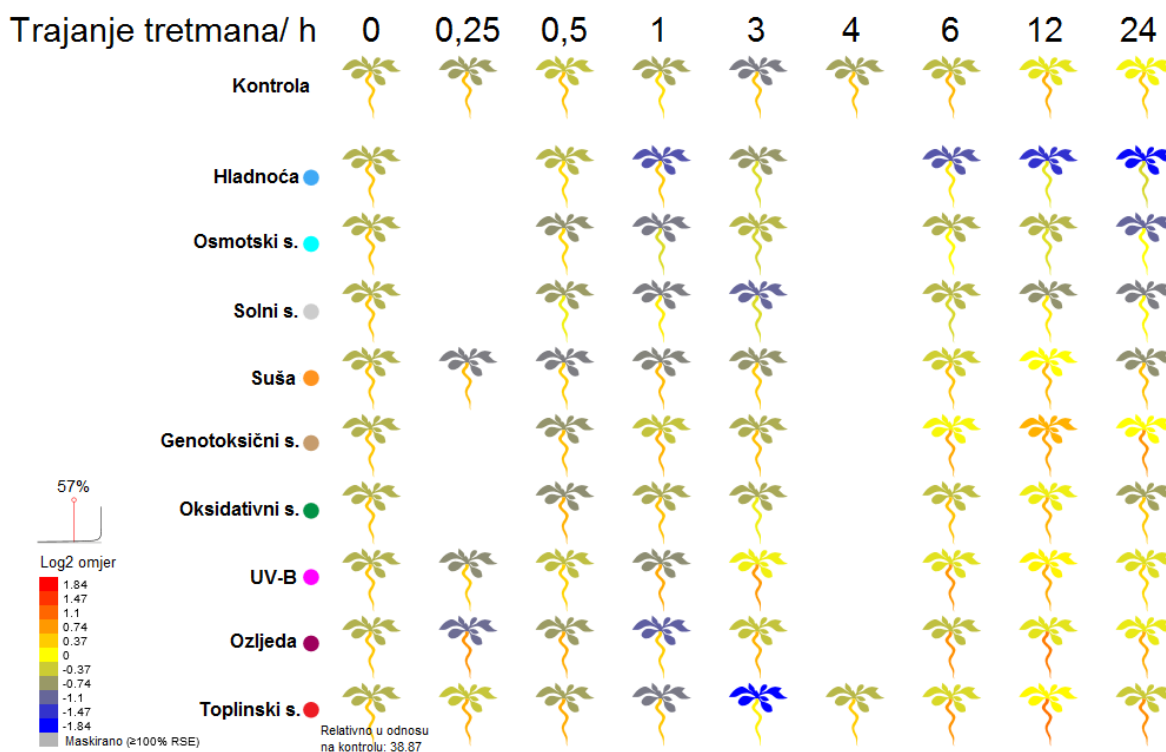 Trajanje tretmana/ h 0 0,25 0,5 1 3 4 6 12 24
Kontrola
Hladnoća
Osmotski s.
Solni s.
Suša
Genotoksični s.
Oksidativni s.
UV-B
Ozljeda
Toplinski s.
57%
Log2 omjer
1.84
1.47
1.1
0.74
0.37
0
-0.37
-0.74
-1.1
-1.47
-1.84
Maskirano (≥100% RSE)
Relativno u odnosu
na kontrolu: 38.87